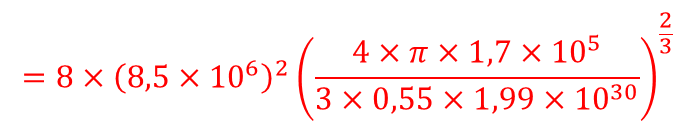 = 8 × (8,5 × 10⁶)² ( (4 × π × 1,7 × 10⁵) / (3 × 0,55 × 1,99 × 10³⁰) )^(2/3)